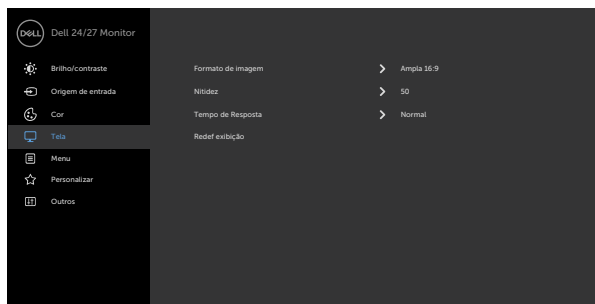 DELL
Dell 24/27 Monitor
Brilho/contraste
Formato de imagem
Ampla 16:9
Origem de entrada
Nitidez
50
Cor
Tempo de Resposta
Normal
Tela
Redef exibição
Menu
Personalizar
Outros